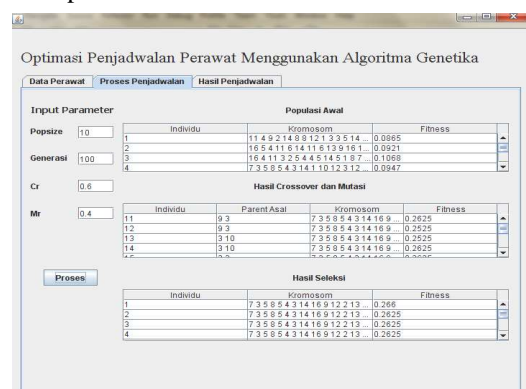 Optimasi Penjadwalan Perawat Menggunakan Algoritma Genetika
Data Perawat Proses Penjadwalan Hasil Penjadwalan
Input Parameter
Popsize 10
Generasi 100
Cr 0.6
Mr 0.4
Proses
Populasi Awal
Individu Kromosom Fitness
1 11 4 9 2 14 8 8 12 1 3 3 5 14 ... 0.0865
2 16 5 4 11 6 14 11 6 13 9 16 1... 0.0921
3 16 4 11 3 2 5 4 4 5 14 5 1 8 7 ... 0.1068
4 7 3 5 8 5 4 3 14 1 10 12 3 12 ... 0.0947
Hasil Crossover dan Mutasi
Individu Parent Asal Kromosom Fitness
11 9 3 7 3 5 8 5 4 3 14 16 9 ... 0.2625
12 9 3 7 3 5 8 5 4 3 14 16 9 ... 0.2525
13 3 10 7 3 5 8 5 4 3 14 16 9 ... 0.2525
14 3 10 7 3 5 8 5 4 3 14 16 9 ... 0.2625
Hasil Seleksi
Individu Kromosom Fitness
1 7 3 5 8 5 4 3 14 16 9 12 2 13 ... 0.266
2 7 3 5 8 5 4 3 14 16 9 12 2 13 ... 0.2625
3 7 3 5 8 5 4 3 14 16 9 12 2 13 ... 0.2625
4 7 3 5 8 5 4 3 14 16 9 12 2 13 ... 0.2625